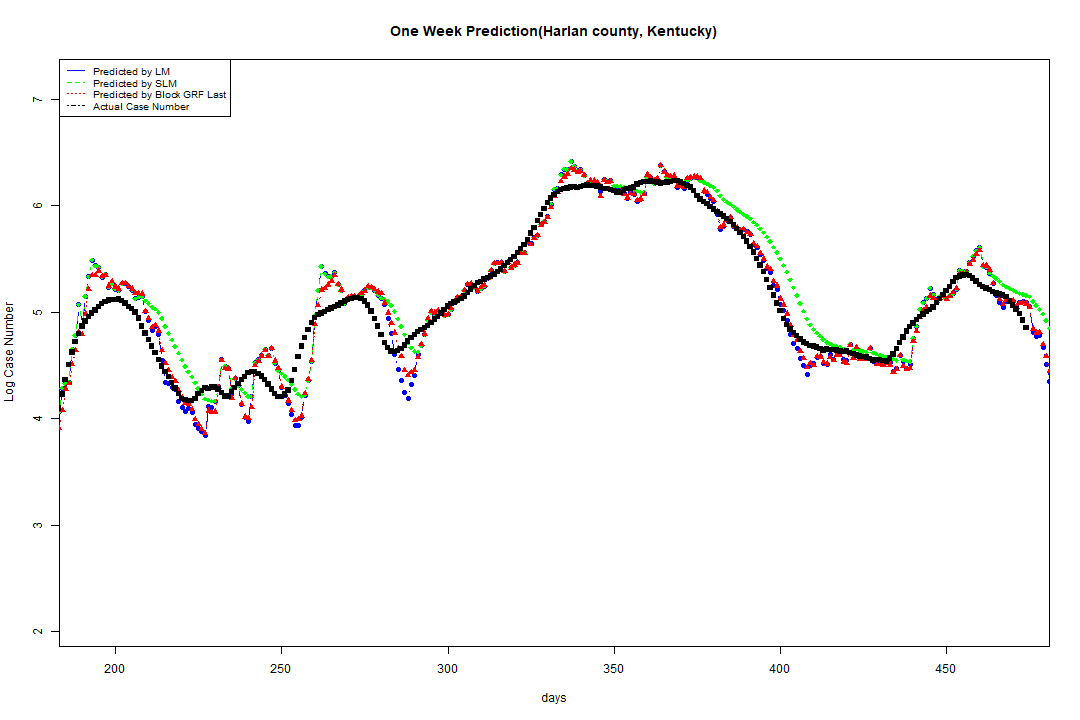 One Week Prediction(Harlan county, Kentucky)
Predicted by LM
Predicted by SLM
Predicted by Block GRF Last
Actual Case Number
7
6
5
4
3
2
Log Case Number
200 250 300 350 400 450
days